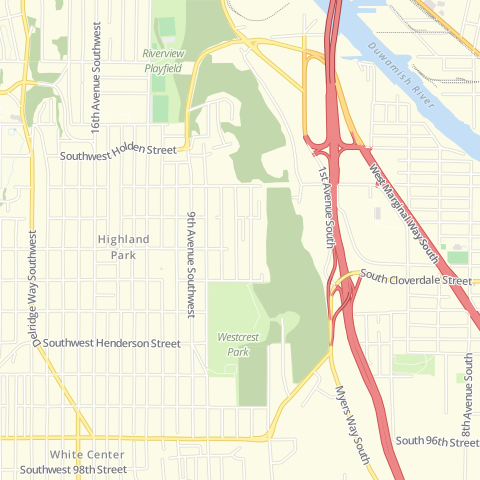 Riverview
Playfield
Duwamish River
16th Avenue Southwest
Southwest Holden Street
1st Avenue South
West Marginal Way South
9th Avenue Southwest
Highland
Park
Delridge Way Southwest
South Cloverdale Street
Westcrest
Park
Southwest Henderson Street
Myers Way South
8th Avenue South
South 96th Street
White Center
Southwest 98th Street